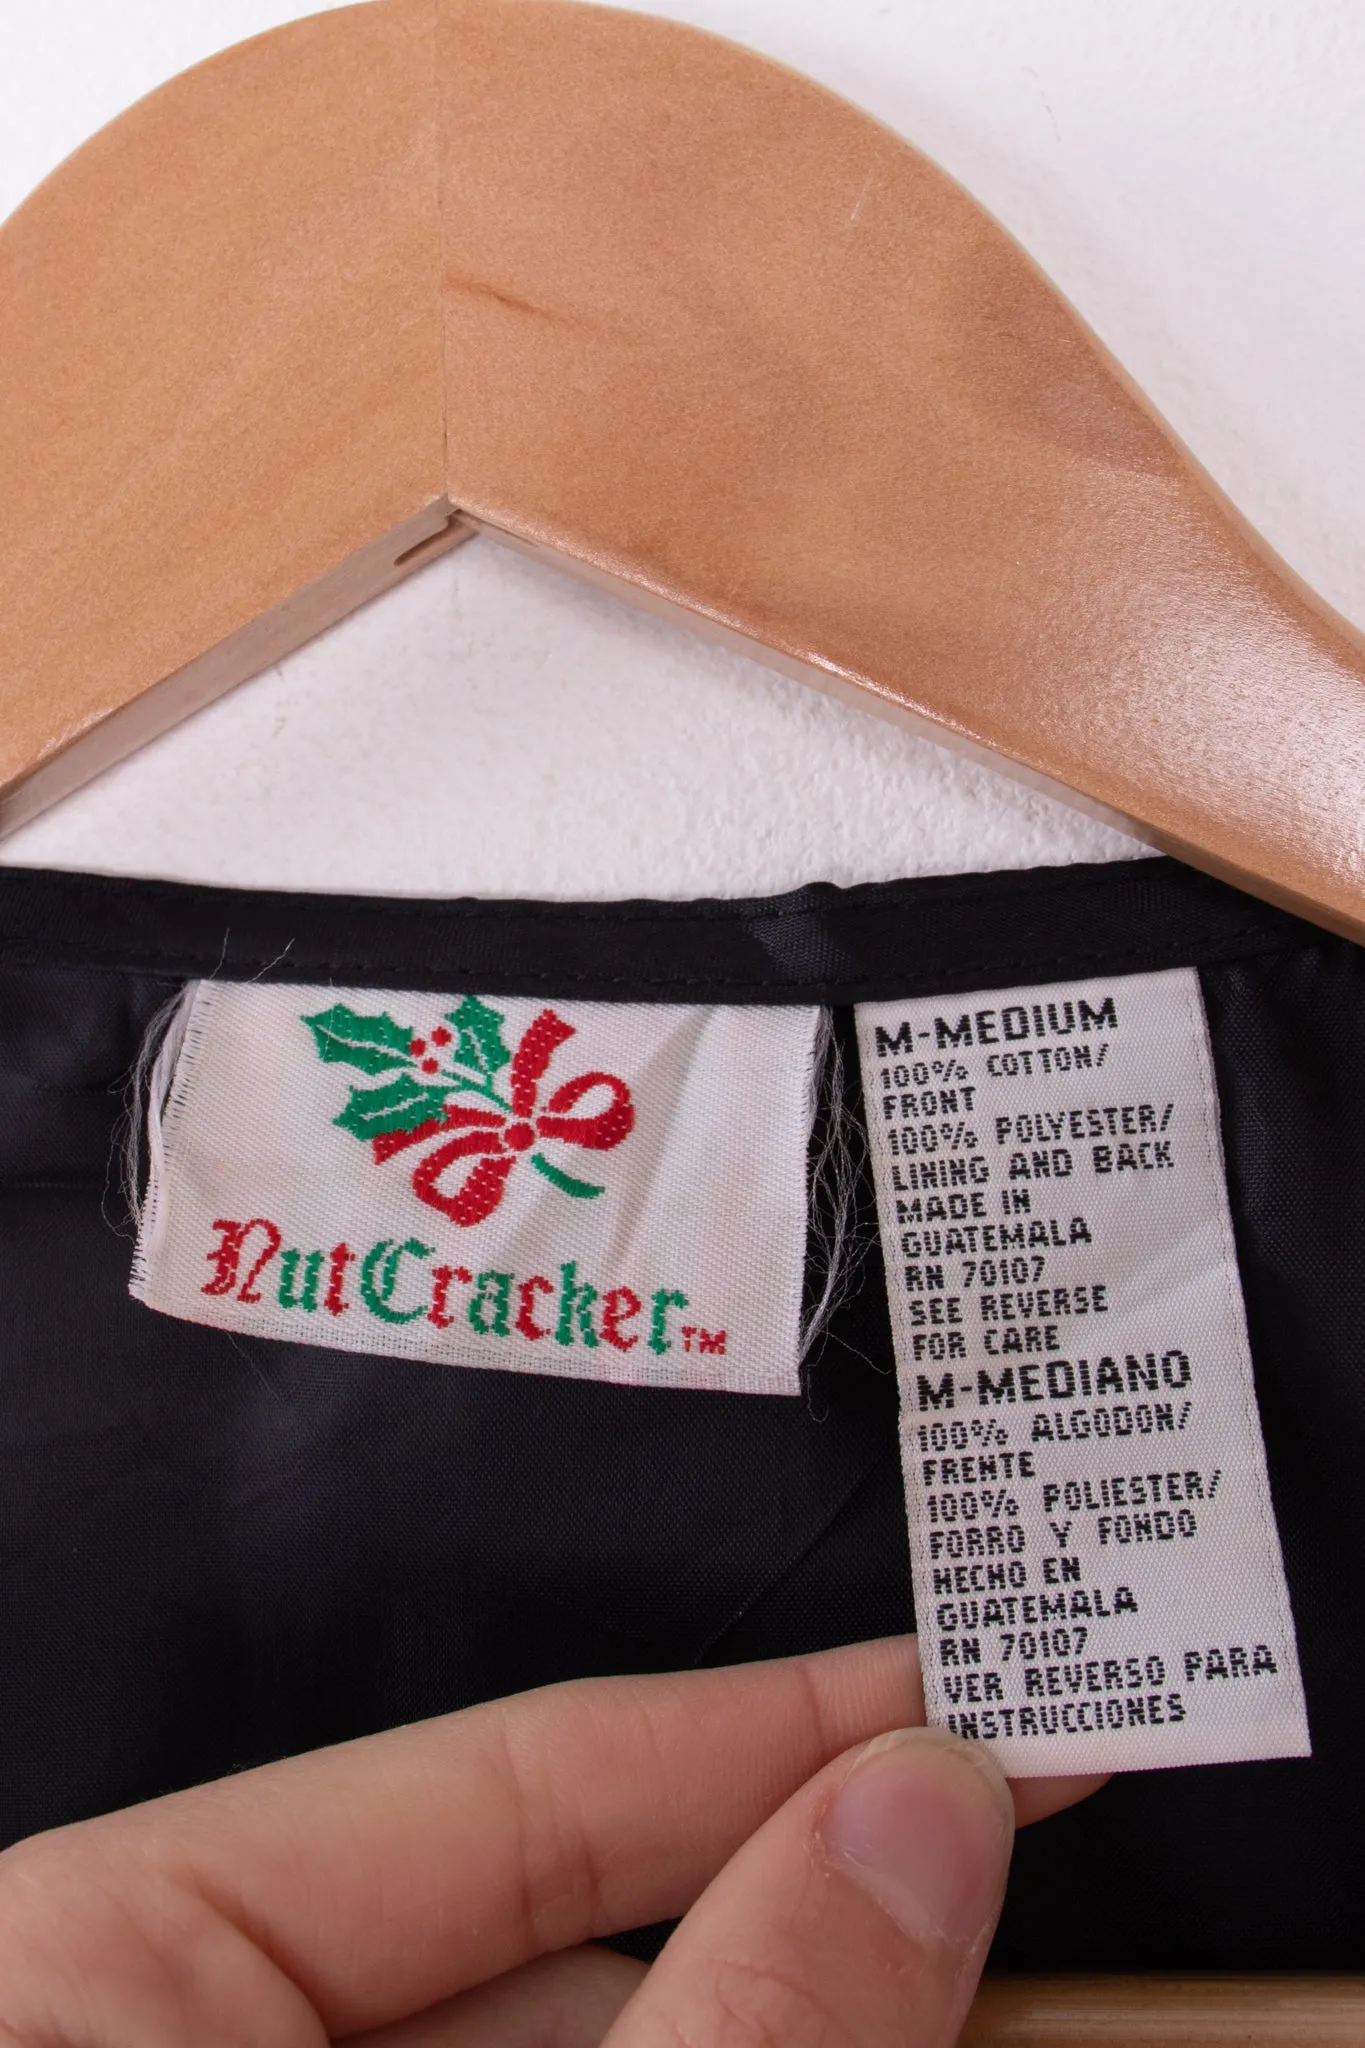 NutCracker™
M-MEDIUM
100% COTTON/
FRONT
100% POLYESTER/
LINING AND BACK
MADE IN
GUATEMALA
RN 70107
SEE REVERSE
FOR CARE
M-MEDIANO
100% ALGODON/
FRENTE
100% POLIESTER/
FORRO Y FONDO
HECHO EN
GUATEMALA
RN 70107
VER REVERSO PARA
INSTRUCCIONES